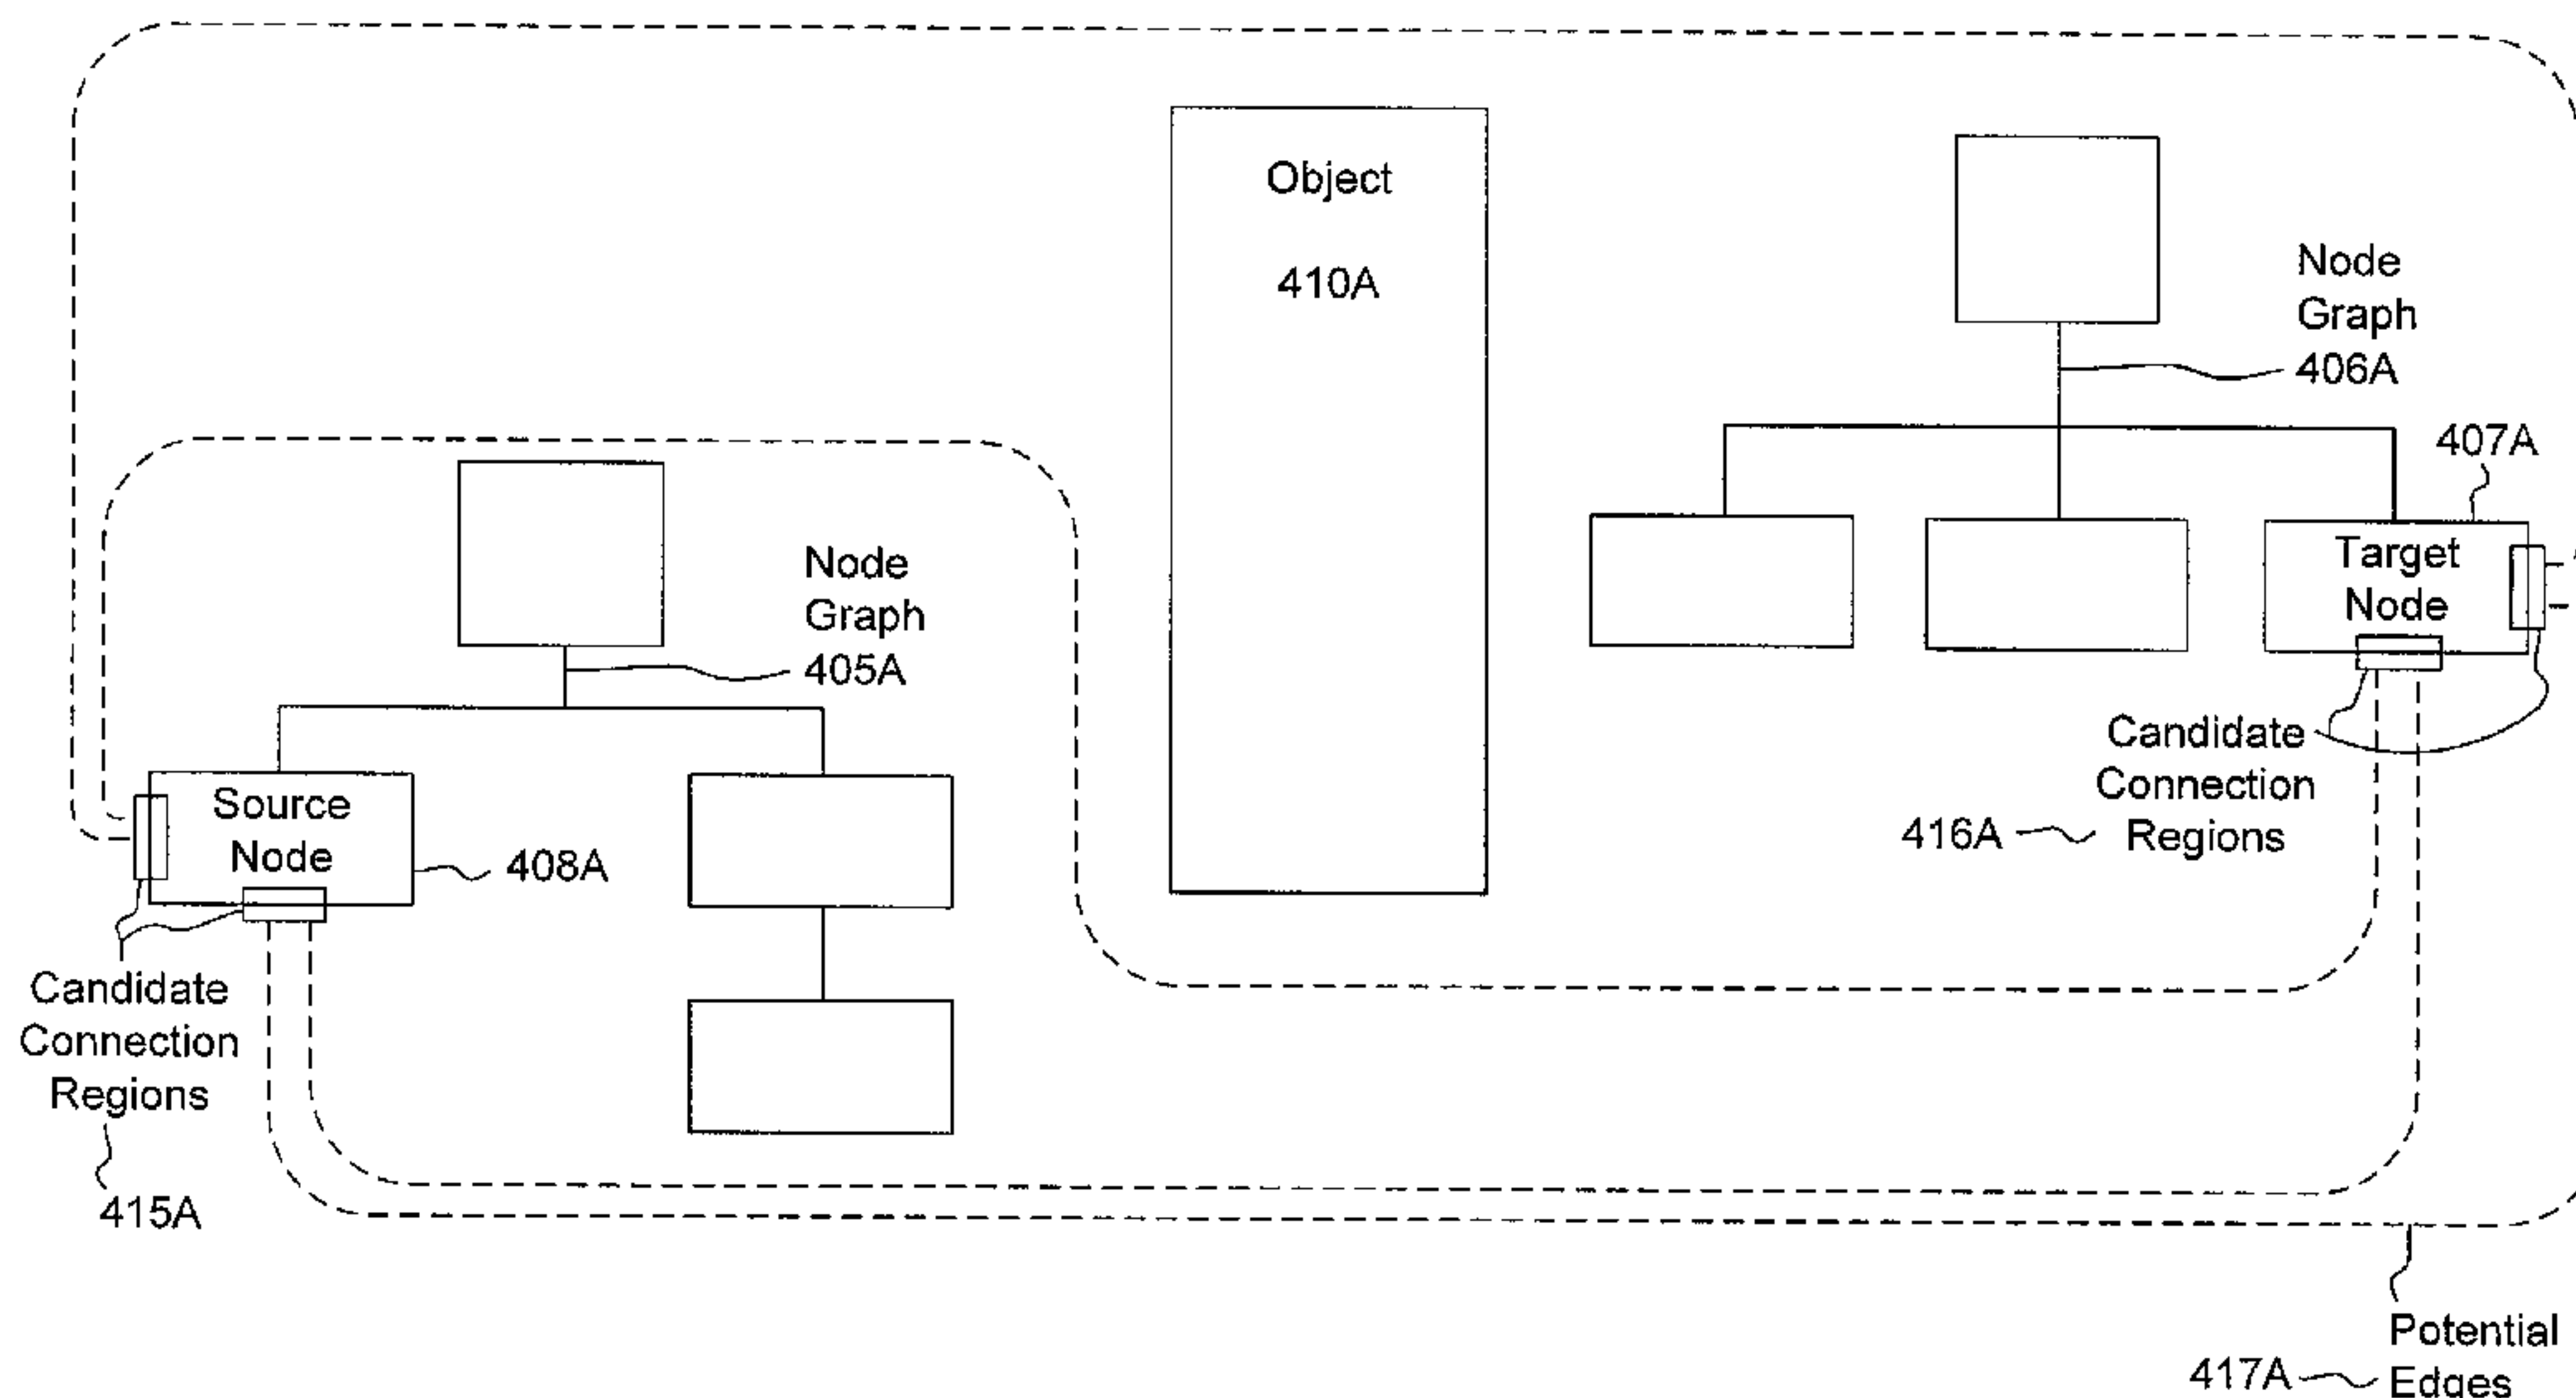 Object
410A
Node
Graph
406A
407A
Target
Node
Node
Graph
405A
Candidate
Connection
Regions
416A
Source
Node
408A
Candidate
Connection
Regions
415A
Potential
Edges
417A